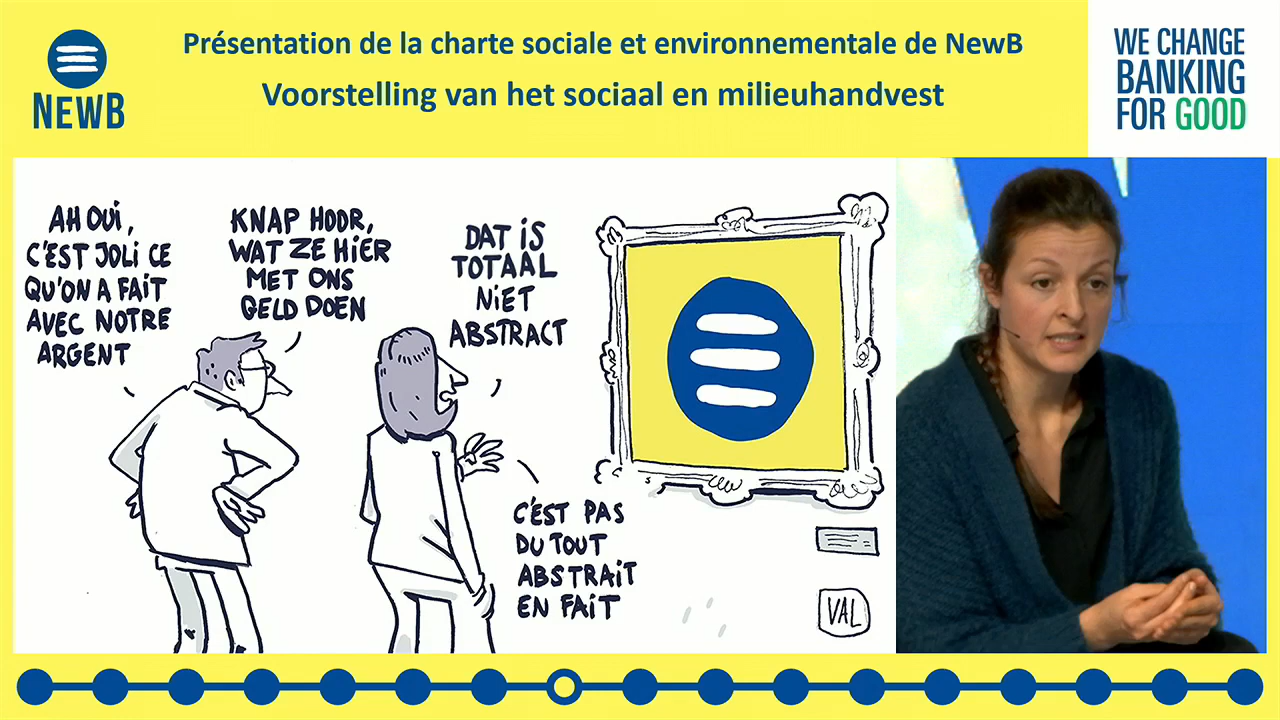 NEWB
Présentation de la charte sociale et environnementale de NewB
Voorstelling van het sociaal en milieuhandvest
WE CHANGE
BANKING
FOR GOOD
AH OUI,
C'EST JOLI CE
QU'ON A FAIT
AVEC NOTRE
ARGENT
KNAP HOOR,
WAT ZE HIER
MET ONS
GELD DOEN
DAT IS
TOTAAL
NIET
ABSTRACT
C'EST PAS
DU TOUT
ABSTRAIT
EN FAIT
VAL